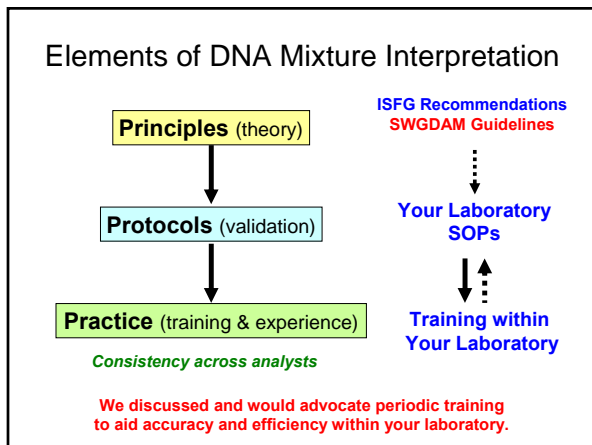 Elements of DNA Mixture Interpretation
ISFG Recommendations
SWGDAM Guidelines
Principles (theory)
Protocols (validation)
Your Laboratory
SOPs
Practice (training & experience)
Training within
Your Laboratory
Consistency across analysts
We discussed and would advocate periodic training
to aid accuracy and efficiency within your laboratory.